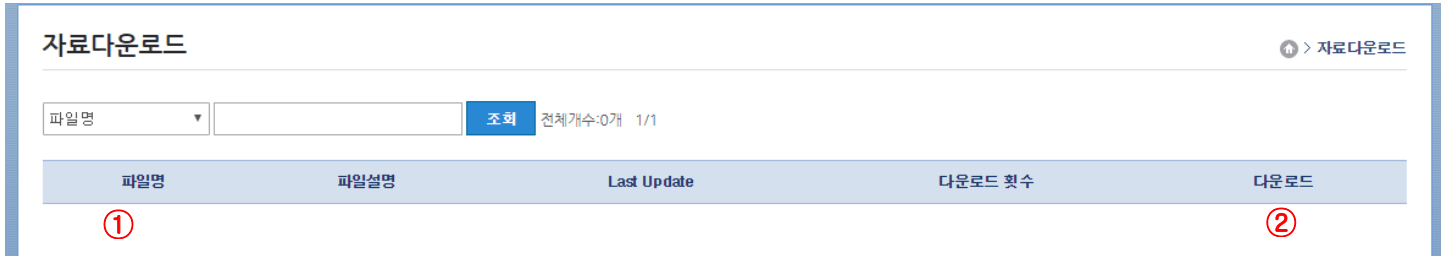 자료다운로드
> 자료다운로드
파일명 ▼ 조회 전체개수:0개 1/1
파일명 파일설명 Last Update 다운로드 횟수 다운로드
① ②